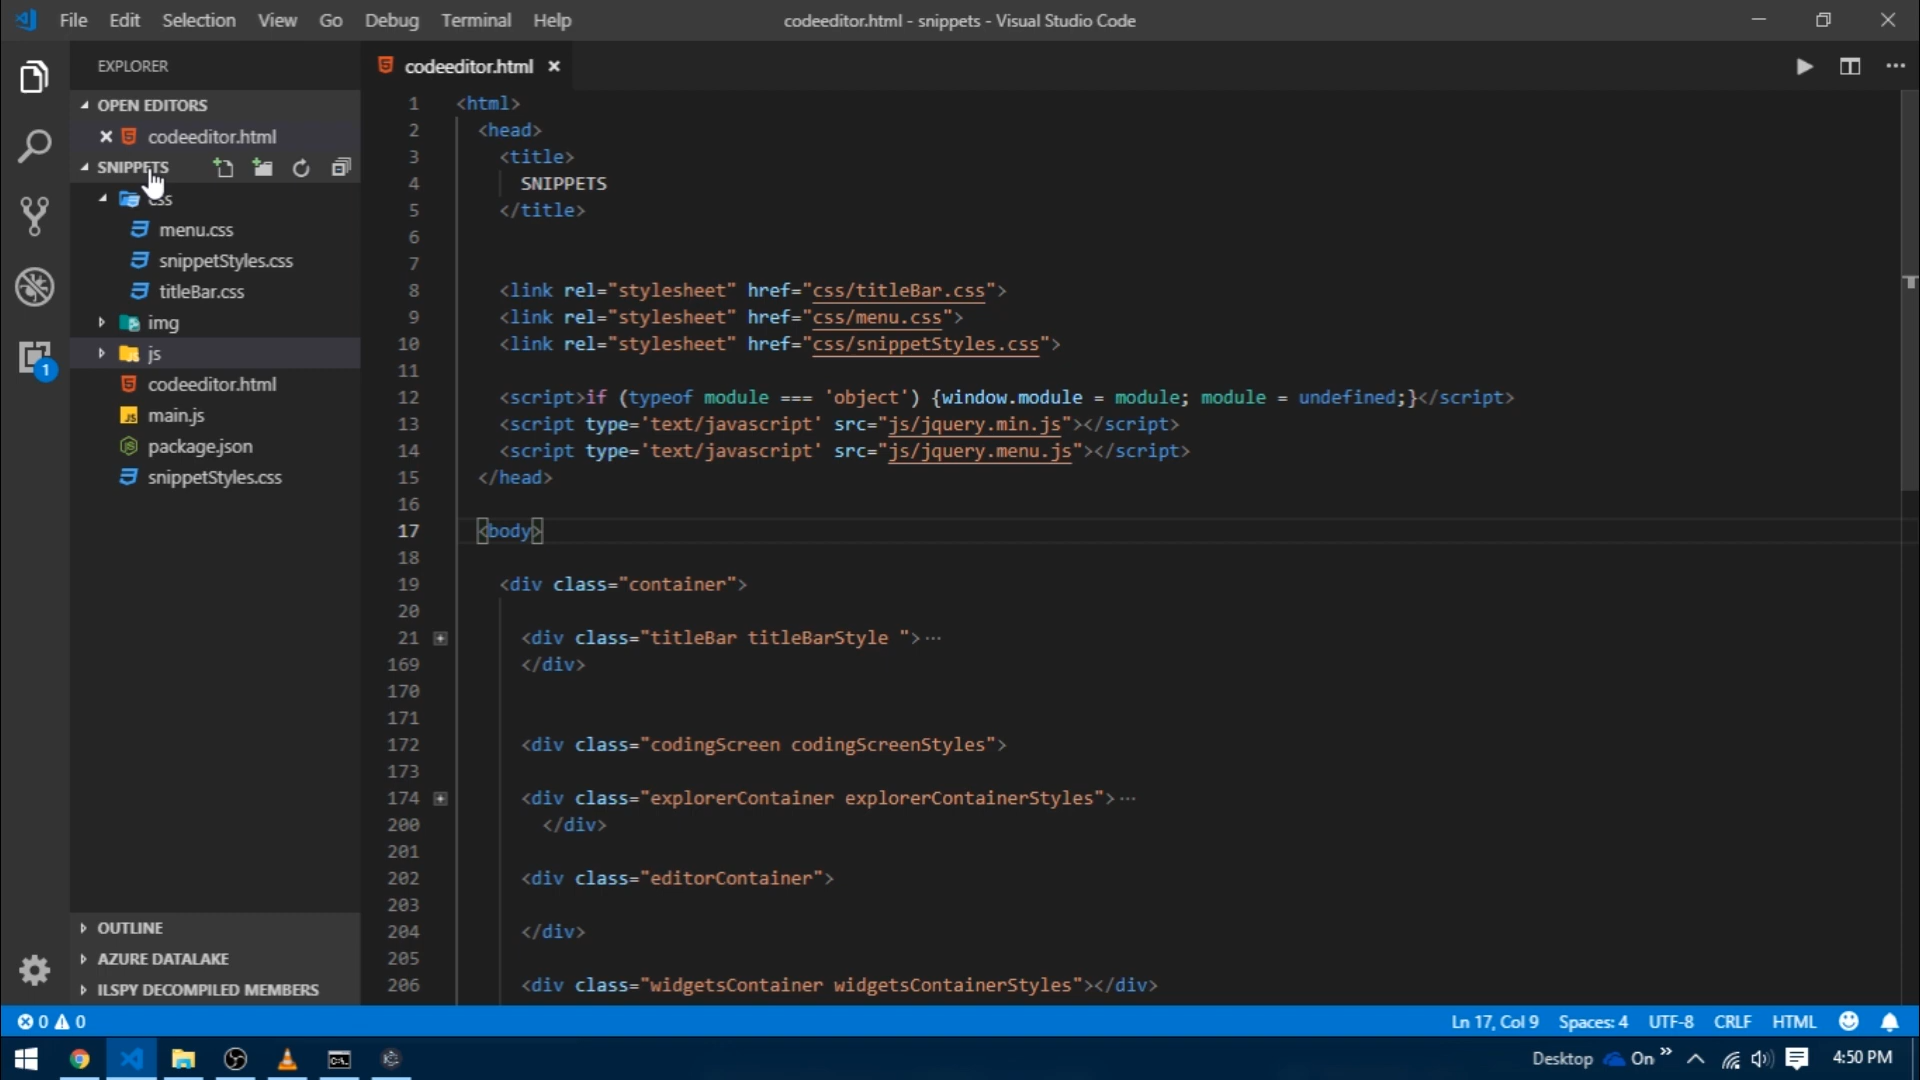 File Edit Selection View Go Debug Terminal Help
codeeditor.html - snippets - Visual Studio Code
EXPLORER
OPEN EDITORS
codeeditor.html
SNIPPETS
css
menu.css
snippetStyles.css
titleBar.css
img
js
codeeditor.html
main.js
package.json
snippetStyles.css
OUTLINE
AZURE DATALAKE
ILSPY DECOMPILED MEMBERS
1
codeeditor.html
1 <html>
2 <head>
3 <title>
4 SNIPPETS
5 </title>
6
7
8 <link rel="stylesheet" href="css/titleBar.css">
9 <link rel="stylesheet" href="css/menu.css">
10 <link rel="stylesheet" href="css/snippetStyles.css">
11
12 <script>if (typeof module === 'object') {window.module = module; module = undefined;}</script>
13 <script type='text/javascript' src="js/jquery.min.js"></script>
14 <script type='text/javascript' src="js/jquery.menu.js"></script>
15 </head>
16
17 <body>
18
19 <div class="container">
20
21 <div class="titleBar titleBarStyle ">...
169 </div>
170
171
172 <div class="codingScreen codingScreenStyles">
173
174 <div class="explorerContainer explorerContainerStyles">...
200 </div>
201
202 <div class="editorContainer">
203
204 </div>
205
206 <div class="widgetsContainer widgetsContainerStyles"></div>
0 0
Ln 17, Col 9 Spaces: 4 UTF-8 CRLF HTML
Desktop On 4:50 PM